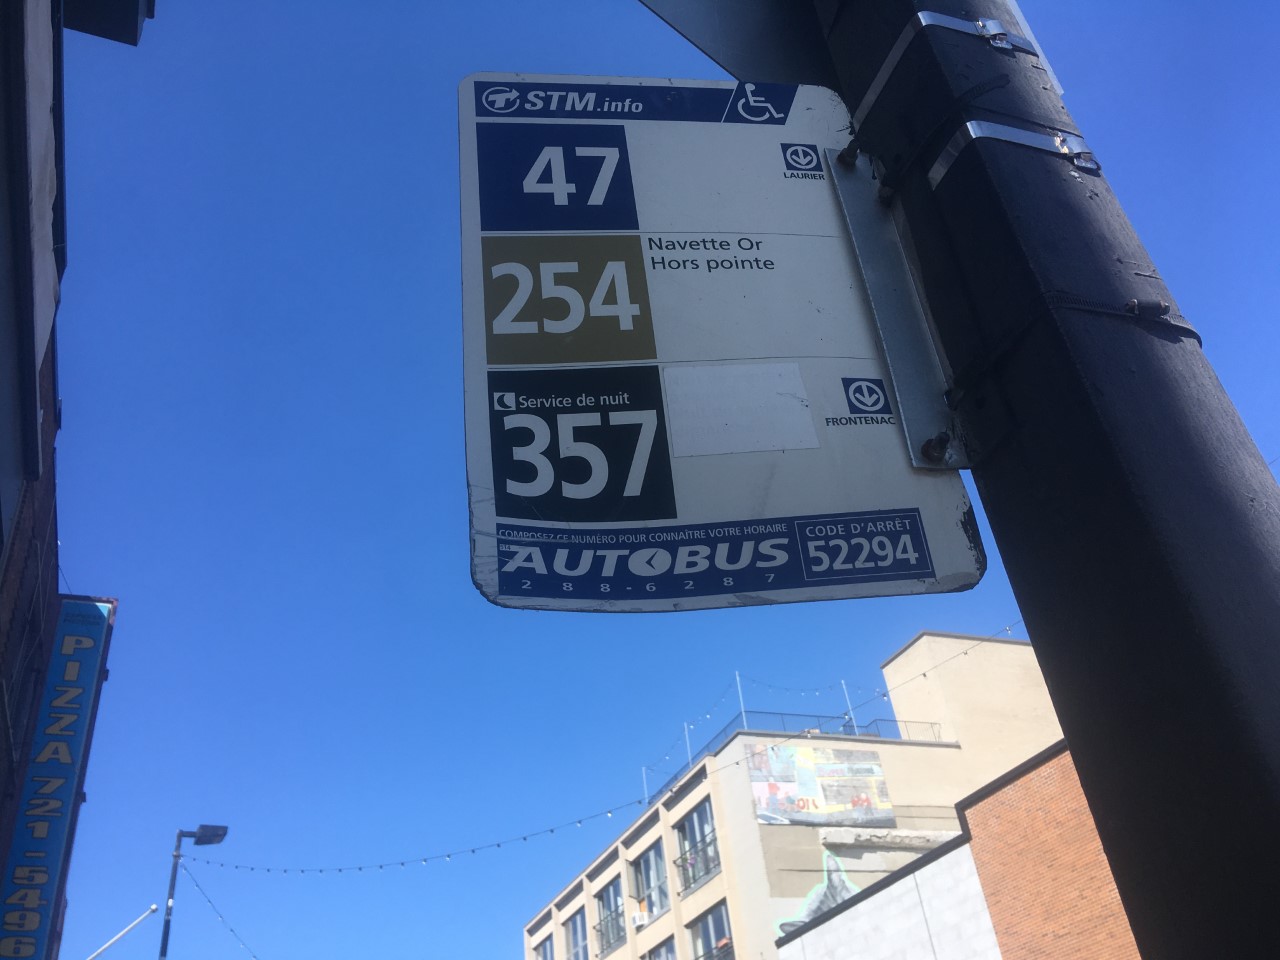 STM.info
47
LAURIER
254
Navette Or
Hors pointe
Service de nuit
357
FRONTENAC
COMPOSEZ CE NUMÉRO POUR CONNAÎTRE VOTRE HORAIRE
AUTOBUS
288-6287
CODE D'ARRÊT
52294
PIZZA 721-5496